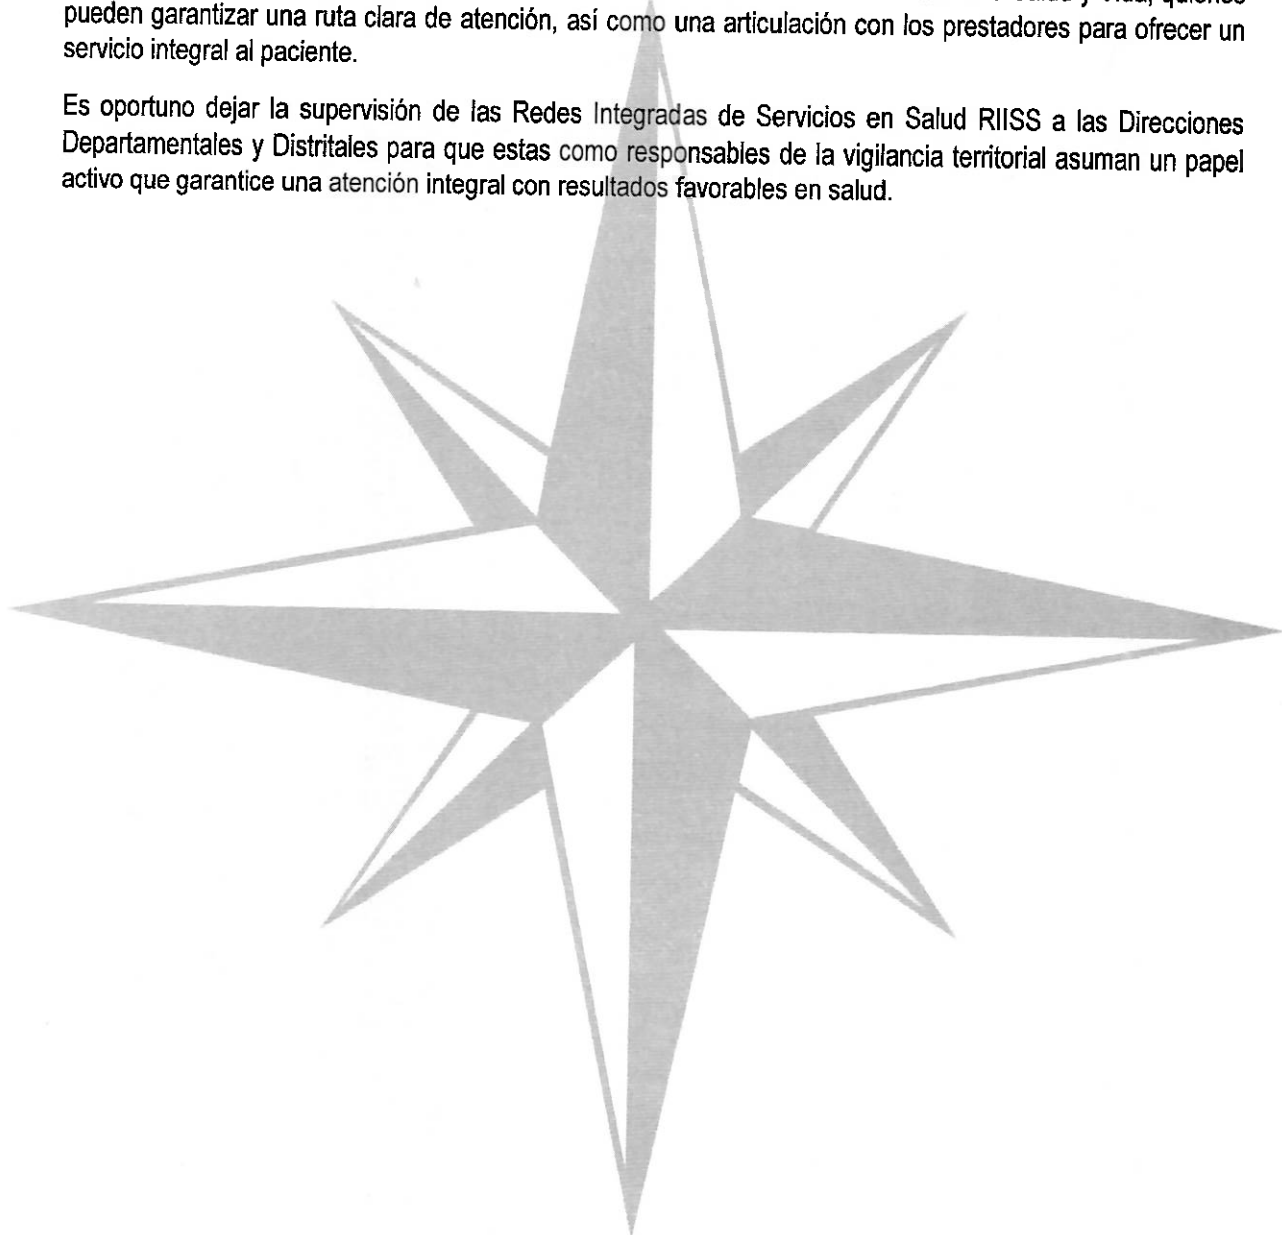 pueden garantizar una ruta clara de atención, así como una articulación con los prestadores para ofrecer un
servicio integral al paciente.
Es oportuno dejar la supervisión de las Redes Integradas de Servicios en Salud RIISS a las Direcciones
Departamentales y Distritales para que estas como responsables de la vigilancia territorial asuman un papel
activo que garantice una atención integral con resultados favorables en salud.